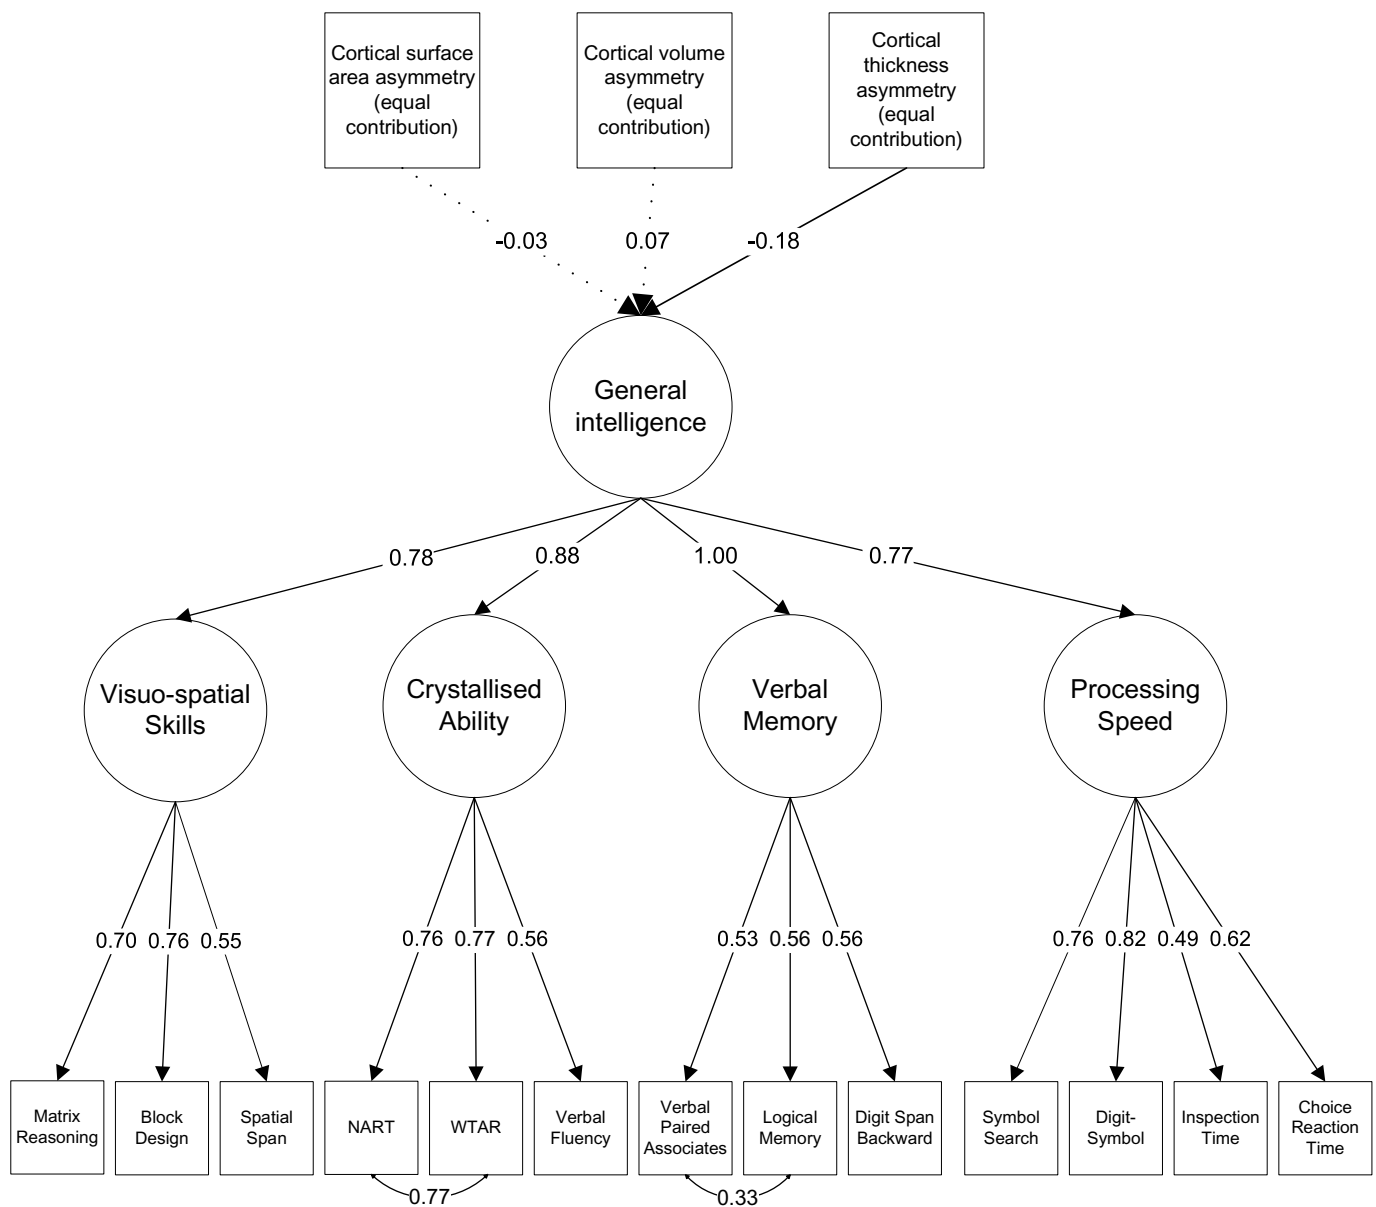 Cortical surface
area asymmetry
(equal
contribution)
Cortical volume
asymmetry
(equal
contribution)
Cortical
thickness
asymmetry
(equal
contribution)
-0.03
0.07
-0.18
General
intelligence
0.78
0.88
1.00
0.77
Visuo-spatial
Skills
Crystallised
Ability
Verbal
Memory
Processing
Speed
0.70 0.76 0.55
0.76 0.77 0.56
0.53 0.56 0.56
0.76 0.82 0.49 0.62
Matrix
Reasoning
Block
Design
Spatial
Span
NART
WTAR
Verbal
Fluency
Verbal
Paired
Associates
Logical
Memory
Digit Span
Backward
Symbol
Search
Digit-
Symbol
Inspection
Time
Choice
Reaction
Time
0.77
0.33